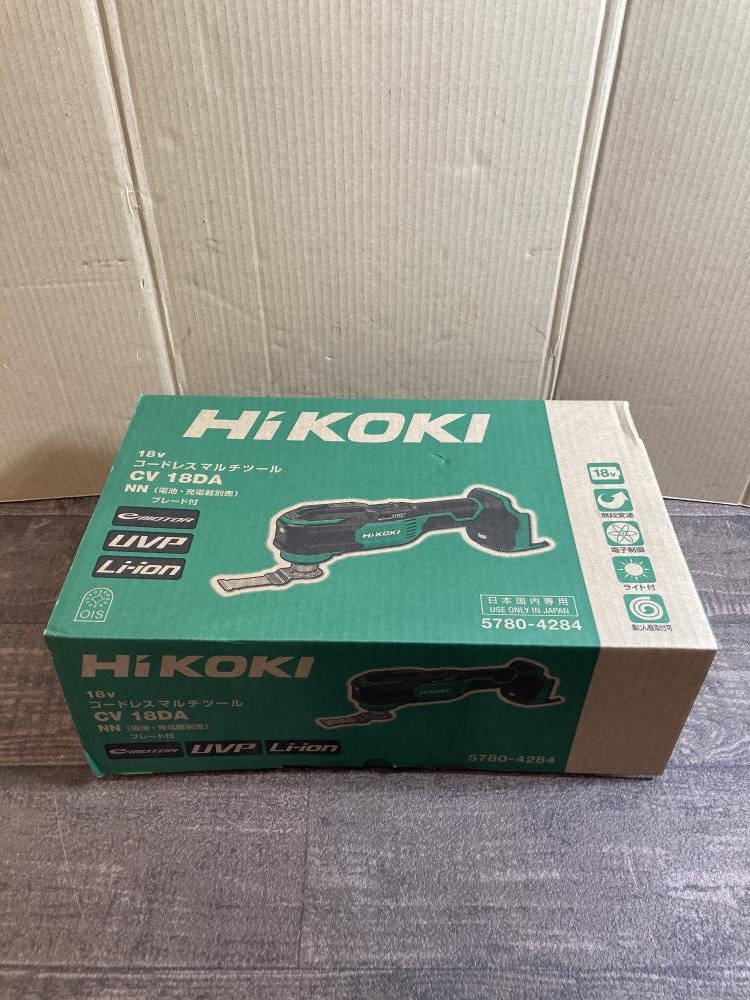 HiKOKI
18v
コードレスマルチツール
CV 18DA
NN (電池・充電器別売)
ブレード付
e-MOTOR
UVP
Li-ion
OIS
HiKOKI
UVP
日本国内専用
USE ONLY IN JAPAN
5780-4284
18v
無段変速
電子制御
ライト付
集じん機取付可
HiKOKI
18v
コードレスマルチツール
CV 18DA
NN (電池・充電器別売)
ブレード付
e-MOTOR
UVP
Li-ion
HiKOKI
5780-4284